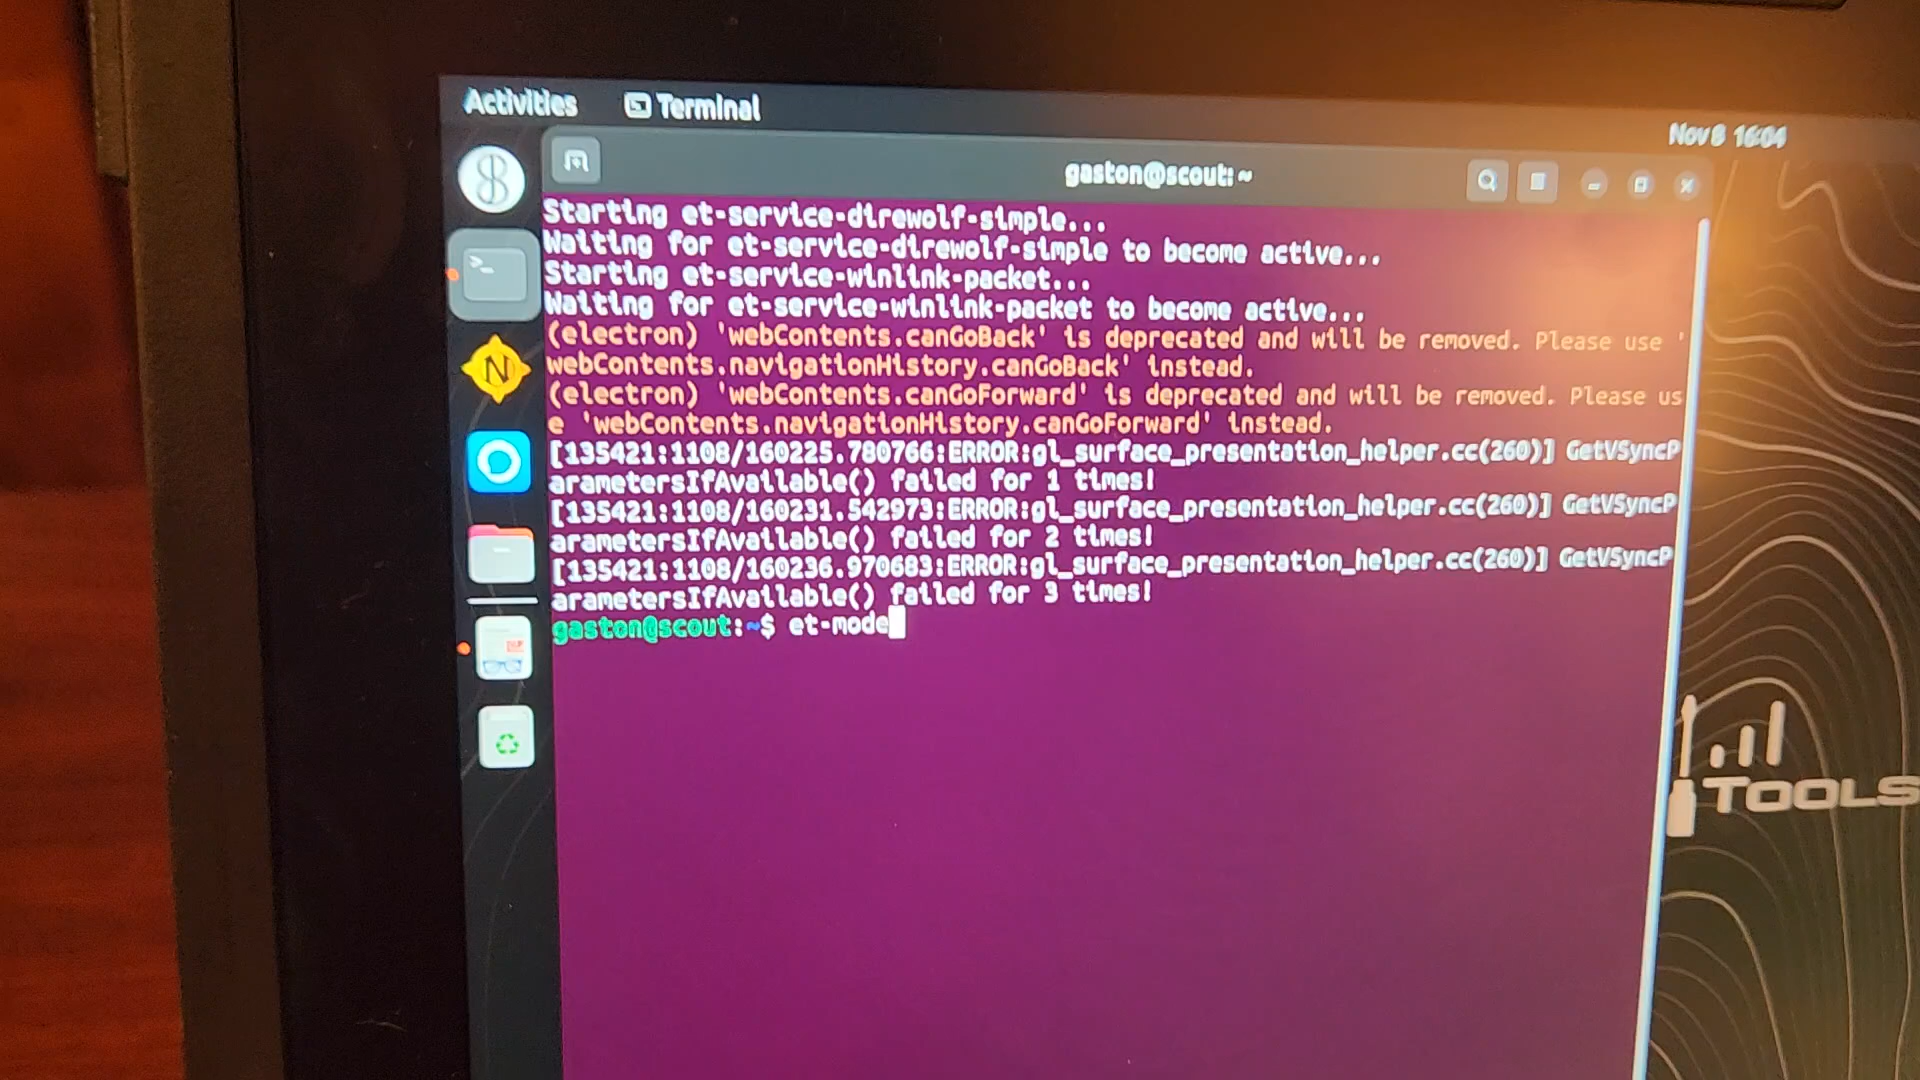 Activities Terminal
Nov 8 16:04
gaston@scout: ~
Starting et-service-direwolf-simple...
Waiting for et-service-direwolf-simple to become active...
Starting et-service-winlink-packet...
Waiting for et-service-winlink-packet to become active...
(electron) 'webContents.canGoBack' is deprecated and will be removed. Please use '
webContents.navigationHistory.canGoBack' instead.
(electron) 'webContents.canGoForward' is deprecated and will be removed. Please us
e 'webContents.navigationHistory.canGoForward' instead.
[135421:1108/160225.780766:ERROR:gl_surface_presentation_helper.cc(260)] GetVSyncP
arametersIfAvailable() failed for 1 times!
[135421:1108/160231.542973:ERROR:gl_surface_presentation_helper.cc(260)] GetVSyncP
arametersIfAvailable() failed for 2 times!
[135421:1108/160236.970683:ERROR:gl_surface_presentation_helper.cc(260)] GetVSyncP
arametersIfAvailable() failed for 3 times!
gaston@scout:~$ et-mode
N
TOOLS